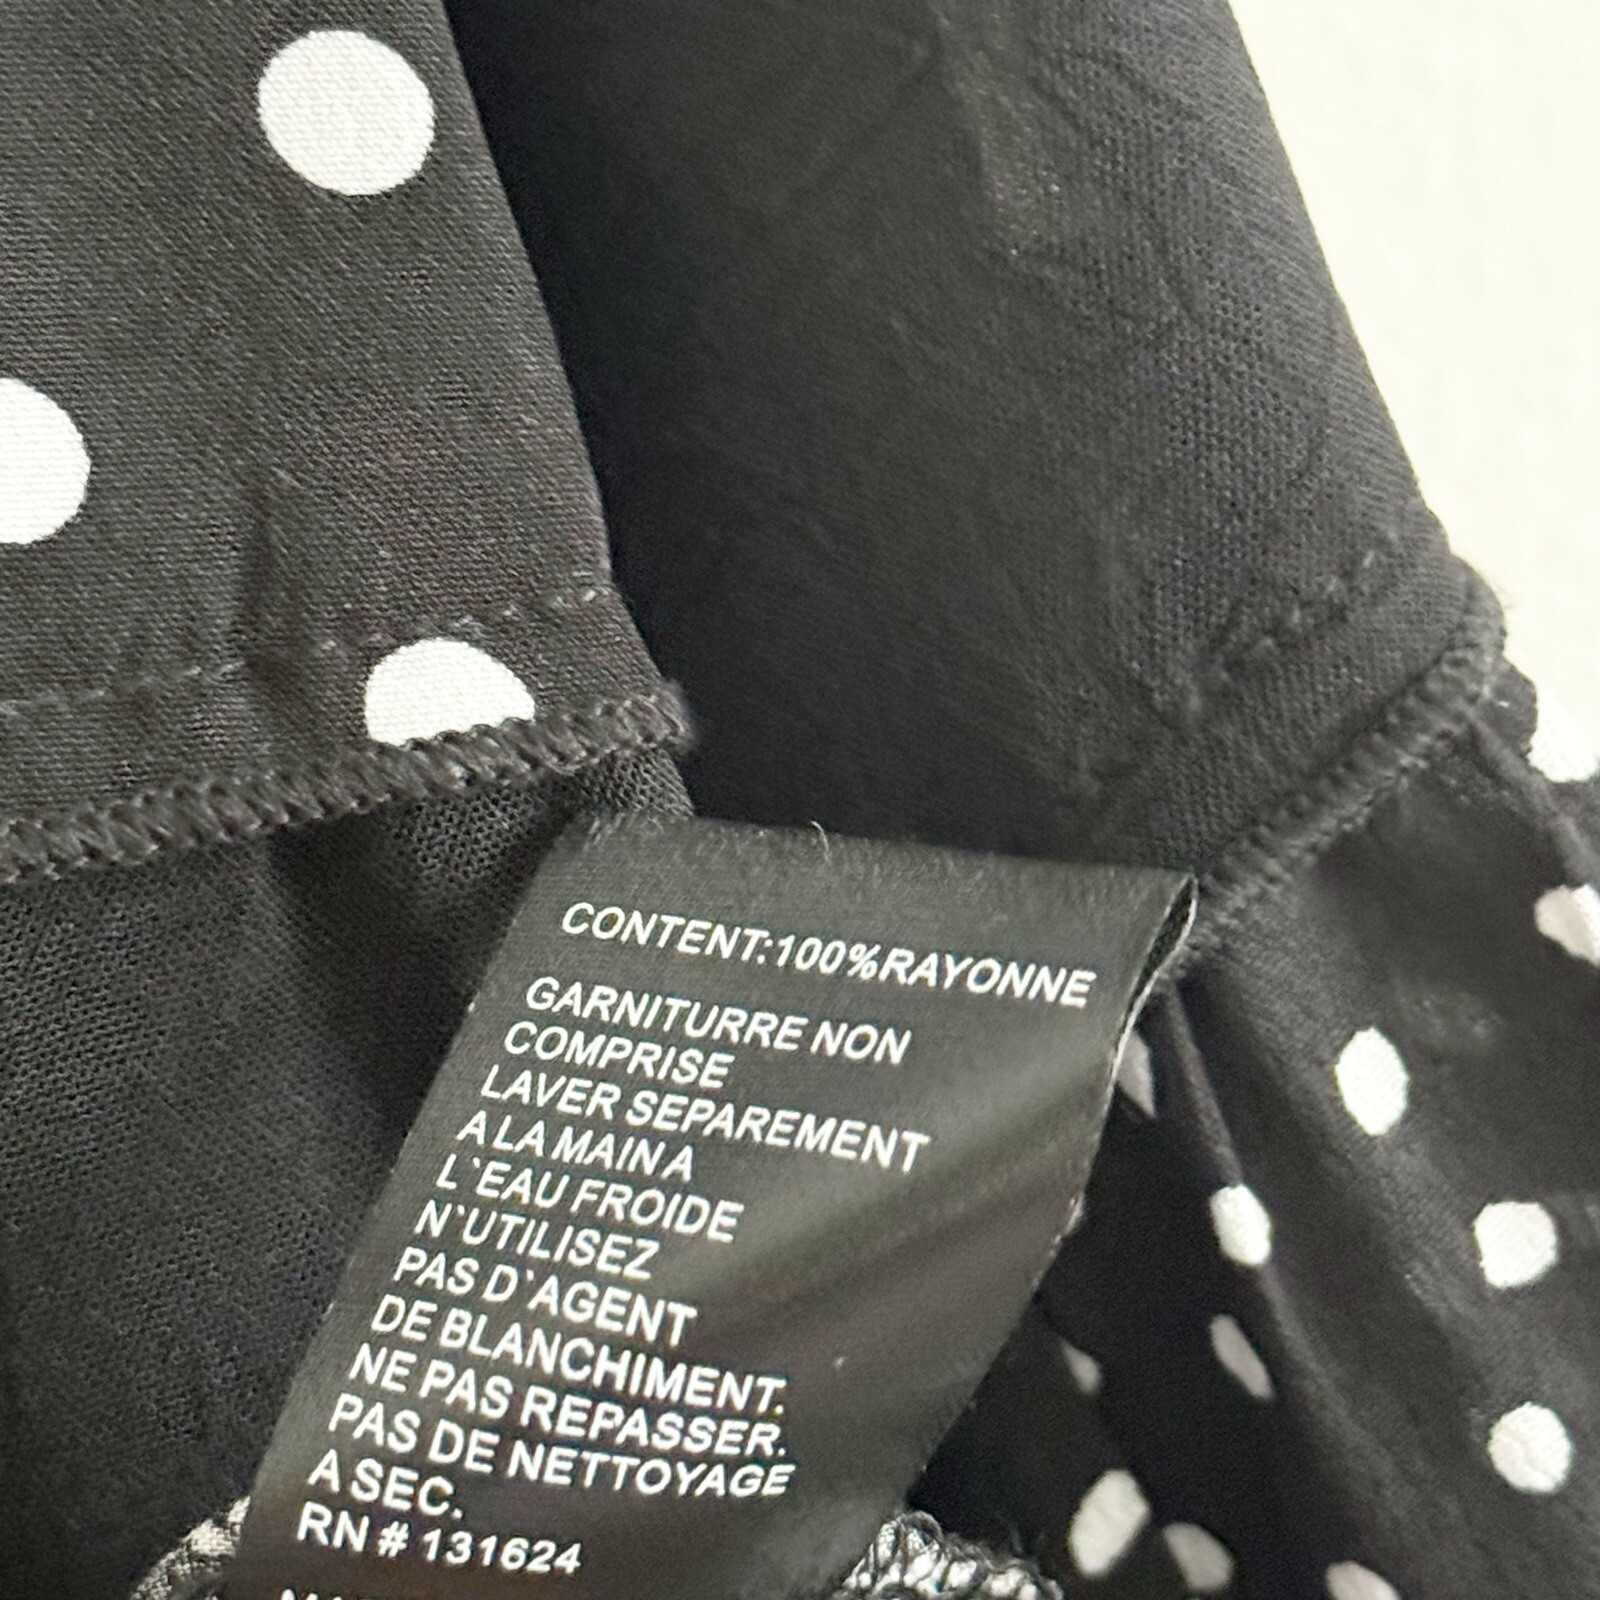 CONTENT:100%RAYONNE
GARNITURRE NON
COMPRISE
LAVER SEPAREMENT
A LA MAIN A
L`EAU FROIDE
N`UTILISEZ
PAS D`AGENT
DE BLANCHIMENT.
NE PAS REPASSER.
PAS DE NETTOYAGE
A SEC.
RN # 131624